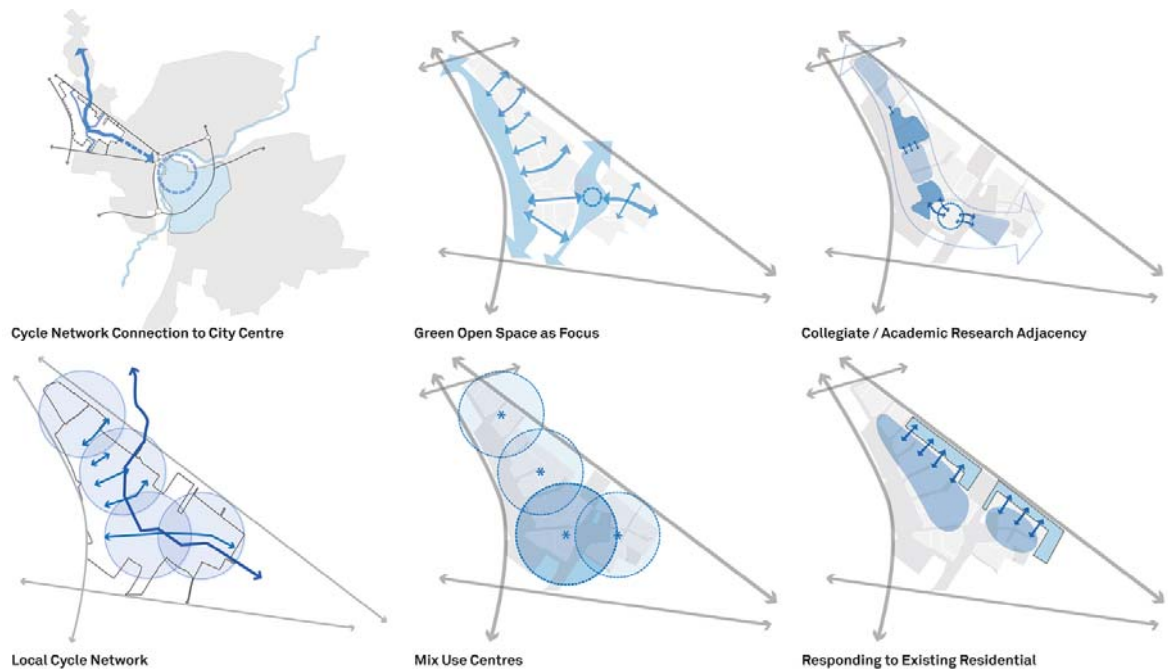 Cycle Network Connection to City Centre
Green Open Space as Focus
Collegiate / Academic Research Adjacency
Local Cycle Network
Mix Use Centres
Responding to Existing Residential